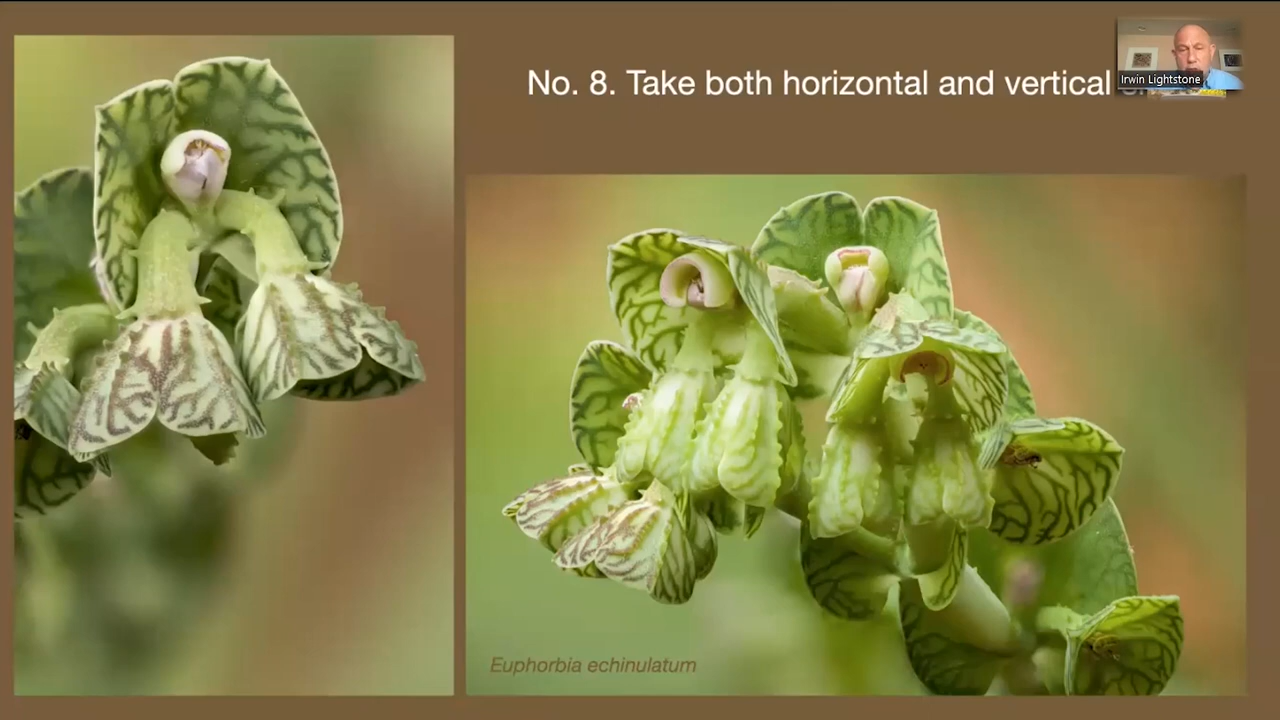 No. 8. Take both horizontal and vertical
Irwin Lightstone
Euphorbia echinulatum